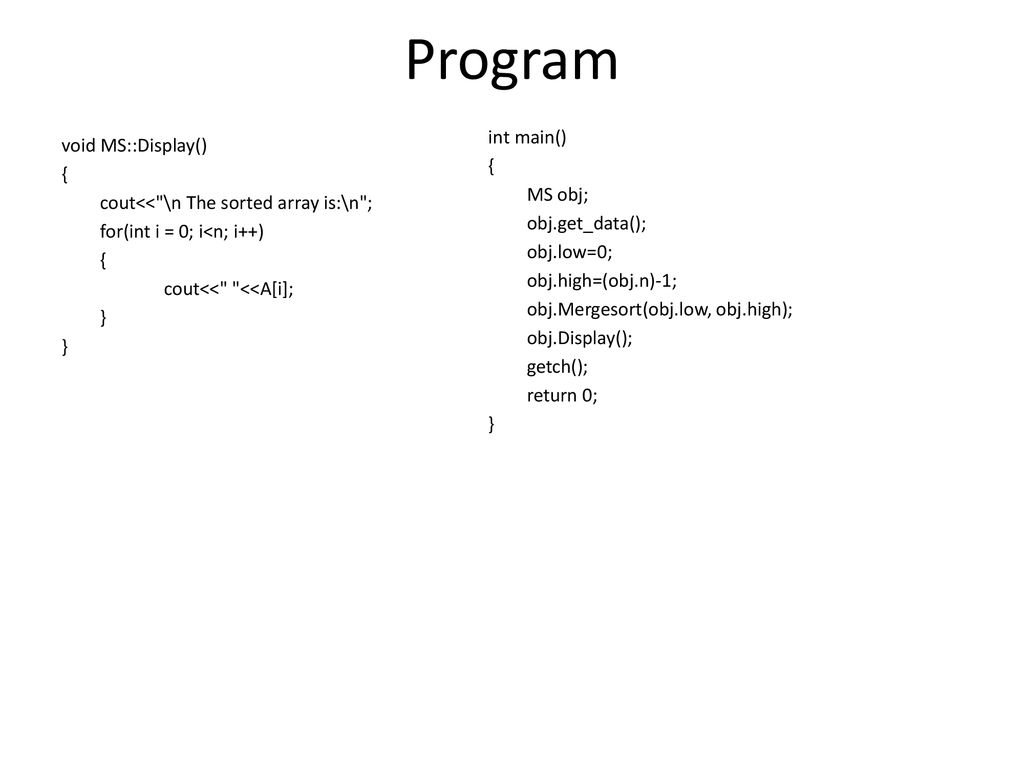 Program
void MS::Display()
{
cout<<"\n The sorted array is:\n";
for(int i = 0; i<n; i++)
{
cout<<" "<<A[i];
}
}
int main()
{
MS obj;
obj.get_data();
obj.low=0;
obj.high=(obj.n)-1;
obj.Mergesort(obj.low, obj.high);
obj.Display();
getch();
return 0;
}